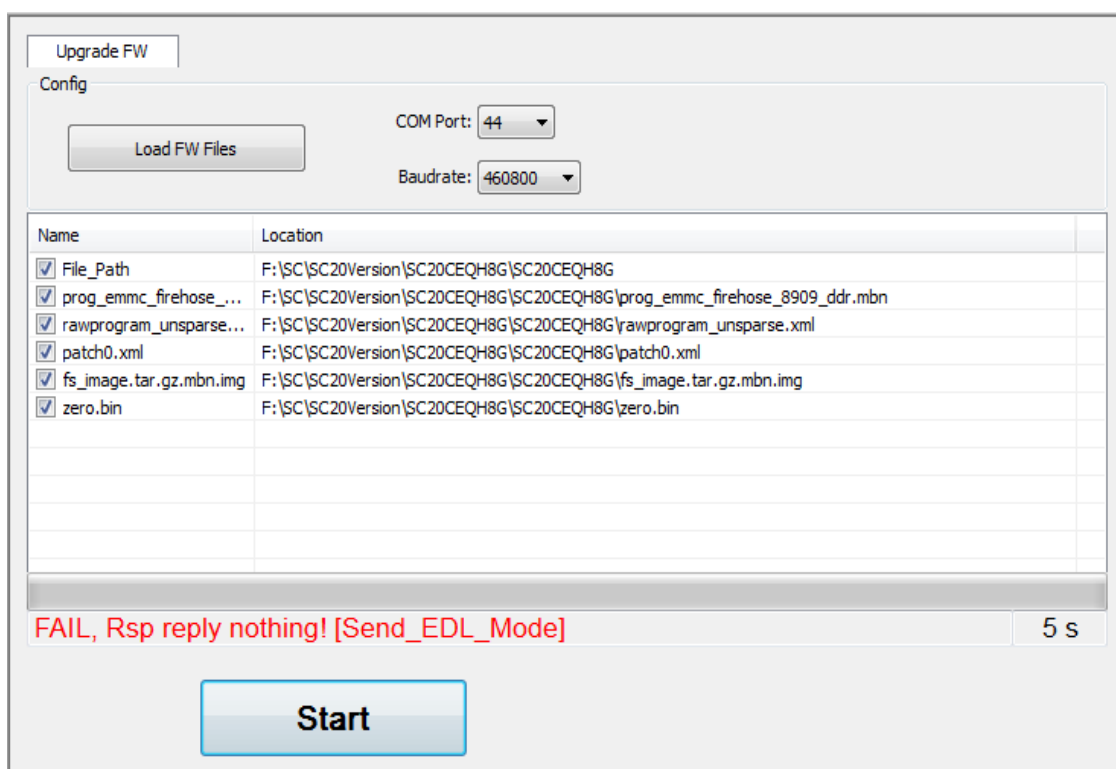 Upgrade FW
Config
Load FW Files
COM Port: 44
Baudrate: 460800
Name Location
File_Path F:\SC\SC20Version\SC20CEQH8G\SC20CEQH8G
prog_emmc_firehose_... F:\SC\SC20Version\SC20CEQH8G\SC20CEQH8G\prog_emmc_firehose_8909_ddr.mbn
rawprogram_unsparse... F:\SC\SC20Version\SC20CEQH8G\SC20CEQH8G\rawprogram_unsparse.xml
patch0.xml F:\SC\SC20Version\SC20CEQH8G\SC20CEQH8G\patch0.xml
fs_image.tar.gz.mbn.img F:\SC\SC20Version\SC20CEQH8G\SC20CEQH8G\fs_image.tar.gz.mbn.img
zero.bin F:\SC\SC20Version\SC20CEQH8G\SC20CEQH8G\zero.bin
FAIL, Rsp reply nothing! [Send_EDL_Mode] 5 s
Start